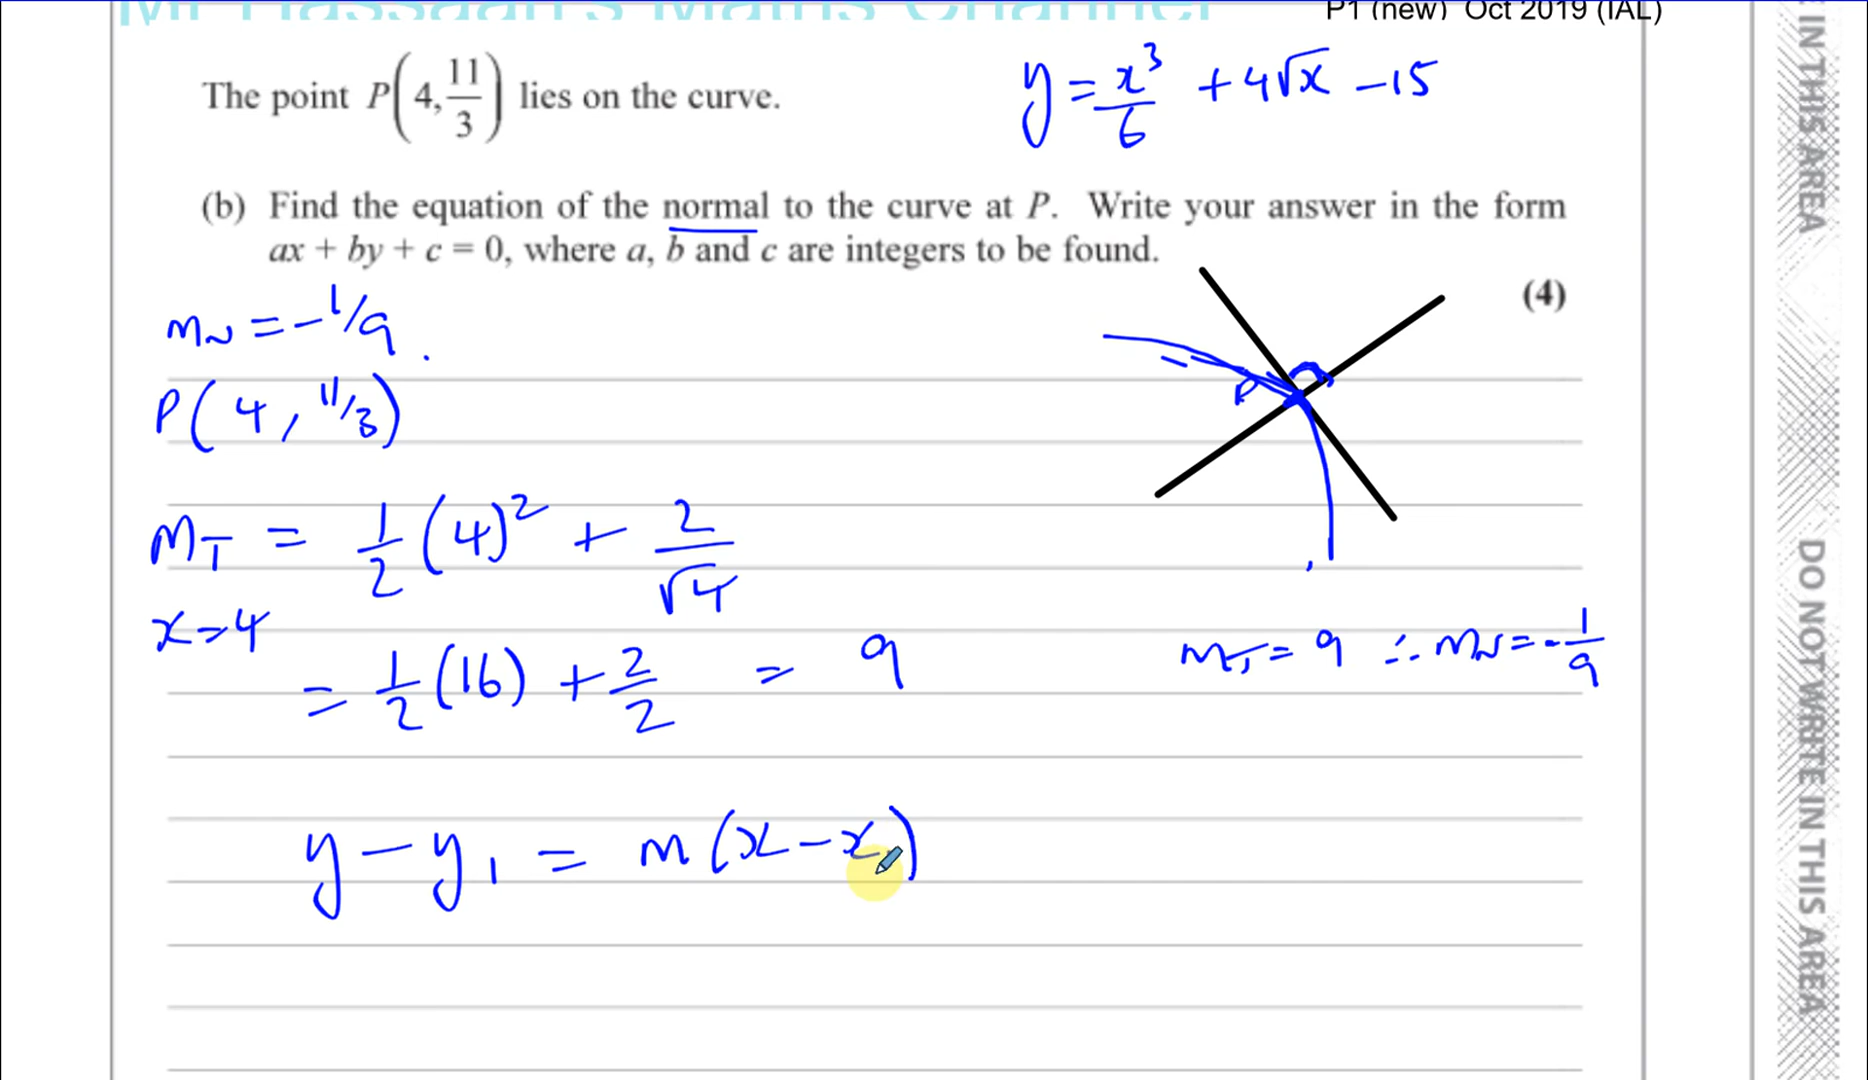 Mr Hassaan's Maths Channel
P1 (new) Oct 2019 (IAL)
The point P(4, 11/3) lies on the curve.
y = x³/6 + 4√x − 15
(b) Find the equation of the normal to the curve at P. Write your answer in the form
ax + by + c = 0, where a, b and c are integers to be found.
(4)
m_N = −1/9.
P(4, 11/3)
P
m_T = 1/2 (4)² + 2/√4
x=4
= 1/2 (16) + 2/2 = 9
m_T = 9 ∴ m_N = −1/9
y − y₁ = m(x − x₁)
IN THIS AREA
DO NOT WRITE IN THIS AREA